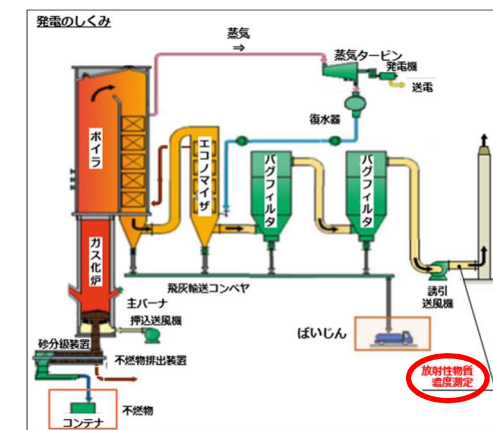 発電のしくみ
蒸気
⇒
蒸気タービン
発電機
送電
復水器
ボイラ
エコノマイザ
バグフィルタ
バグフィルタ
ガス化炉
飛灰輸送コンベヤ
主バーナ
押込送風機
誘引
送風機
砂分級装置
不燃物排出装置
ばいじん
放射性物質
濃度測定
不燃物
コンテナ